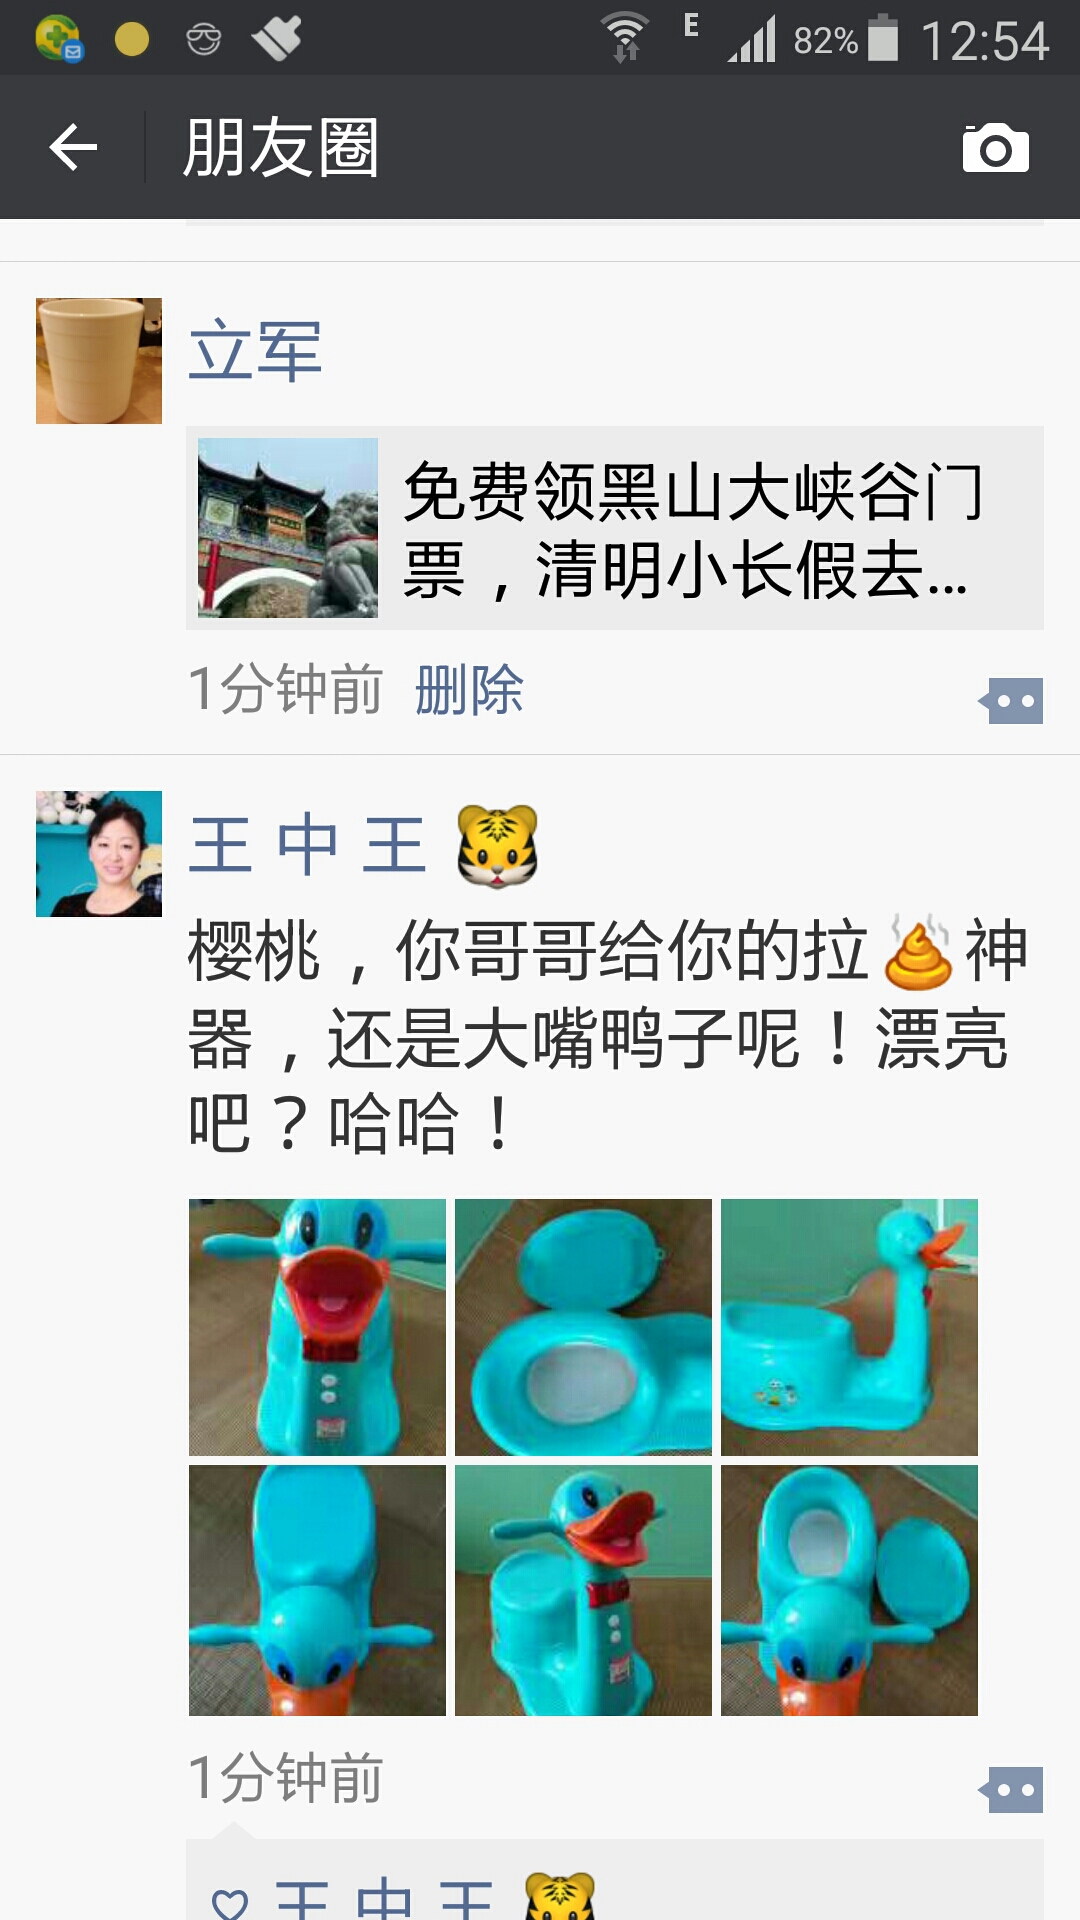 E 82% 12:54
朋友圈
立军
免费领黑山大峡谷门
票，清明小长假去...
1分钟前 删除
王 中 王 🐯
樱桃，你哥哥给你的拉💩神
器，还是大嘴鸭子呢！漂亮
吧？哈哈！
1分钟前
王 中 王 🐯